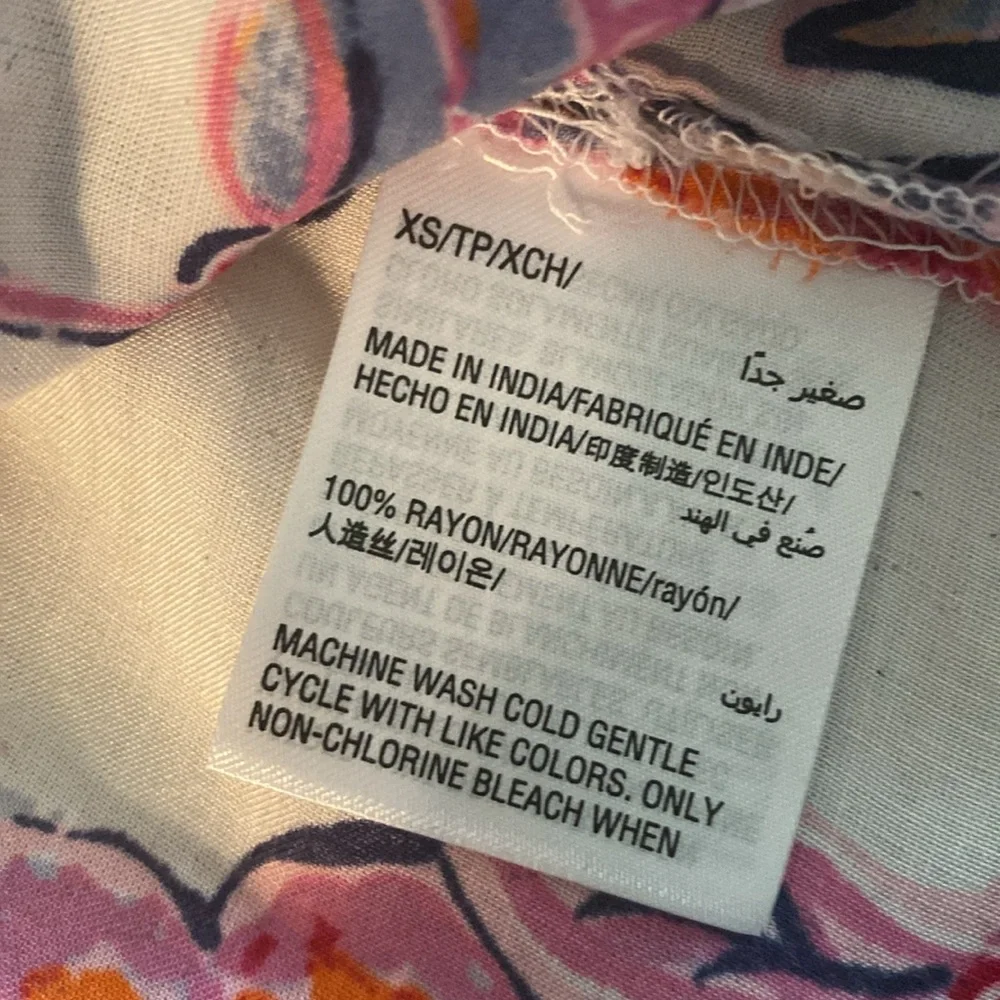 XS/TP/XCH/
صغير جدًا
MADE IN INDIA/FABRIQUÉ EN INDE/
HECHO EN INDIA/印度制造/인도산/
صُنع في الهند
100% RAYON/RAYONNE/rayón/
人造丝/레이온/
رايون
MACHINE WASH COLD GENTLE
CYCLE WITH LIKE COLORS. ONLY
NON-CHLORINE BLEACH WHEN